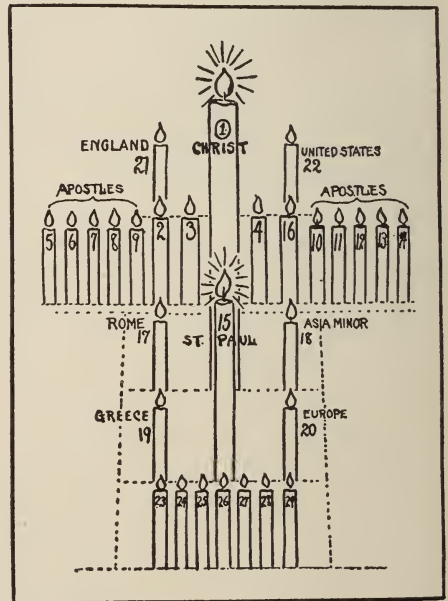 1
CHRIST
ENGLAND
21
UNITED STATES
22
APOSTLES
APOSTLES
5 6 7 8 9 2 3 4 16 10 11 12 13 14
15
ST. PAUL
ROME
17
ASIA MINOR
18
GREECE
19
EUROPE
20
23 24 25 26 27 28 29